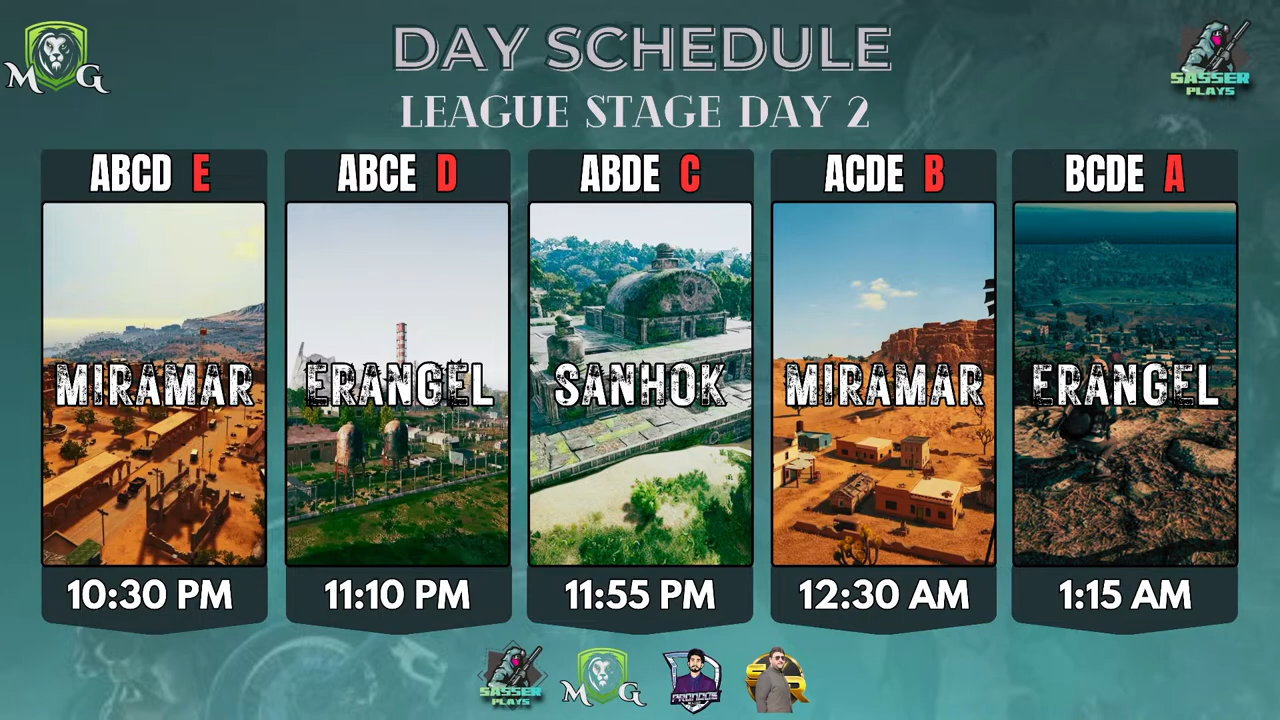 DAY SCHEDULE
LEAGUE STAGE DAY 2
MG
SASSER
PLAYS
ABCD E
MIRAMAR
10:30 PM
ABCE D
ERANGEL
11:10 PM
ABDE C
SANHOK
11:55 PM
ACDE B
MIRAMAR
12:30 AM
BCDE A
ERANGEL
1:15 AM
SASSER
PLAYS
MG